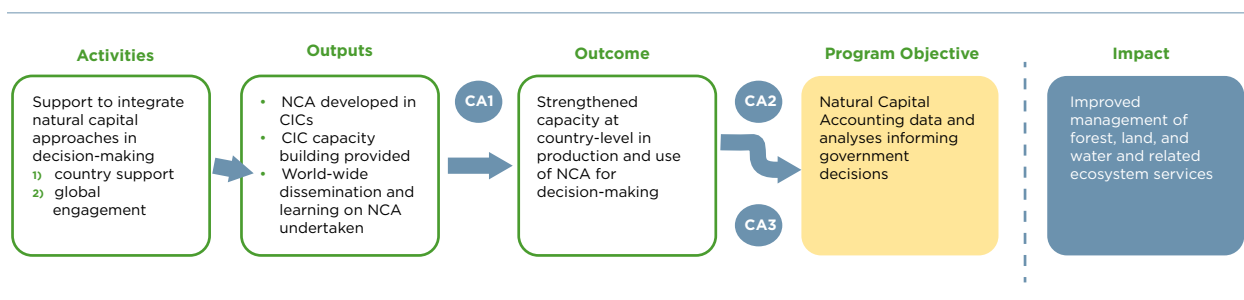 Activities
Support to integrate
natural capital
approaches in
decision-making
1) country support
2) global
engagement
Outputs
• NCA developed in
CICs
• CIC capacity
building provided
• World-wide
dissemination and
learning on NCA
undertaken
CA1
Outcome
Strengthened
capacity at
country-level in
production and use
of NCA for
decision-making
CA2
CA3
Program Objective
Natural Capital
Accounting data and
analyses informing
government
decisions
Impact
Improved
management of
forest, land, and
water and related
ecosystem services